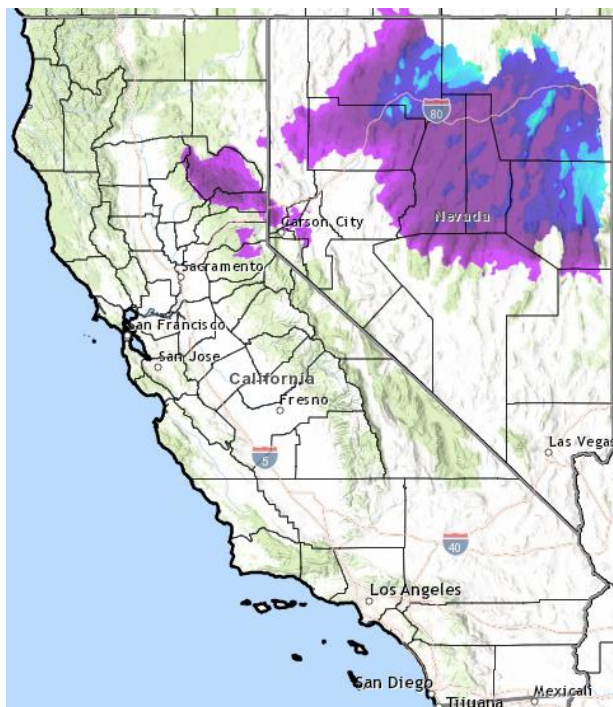 80
Carson City
Nevada
Sacramento
San Francisco
San Jose
California
Fresno
Las Vegas
5
40
Los Angeles
San Diego
Tijuana
Mexicali